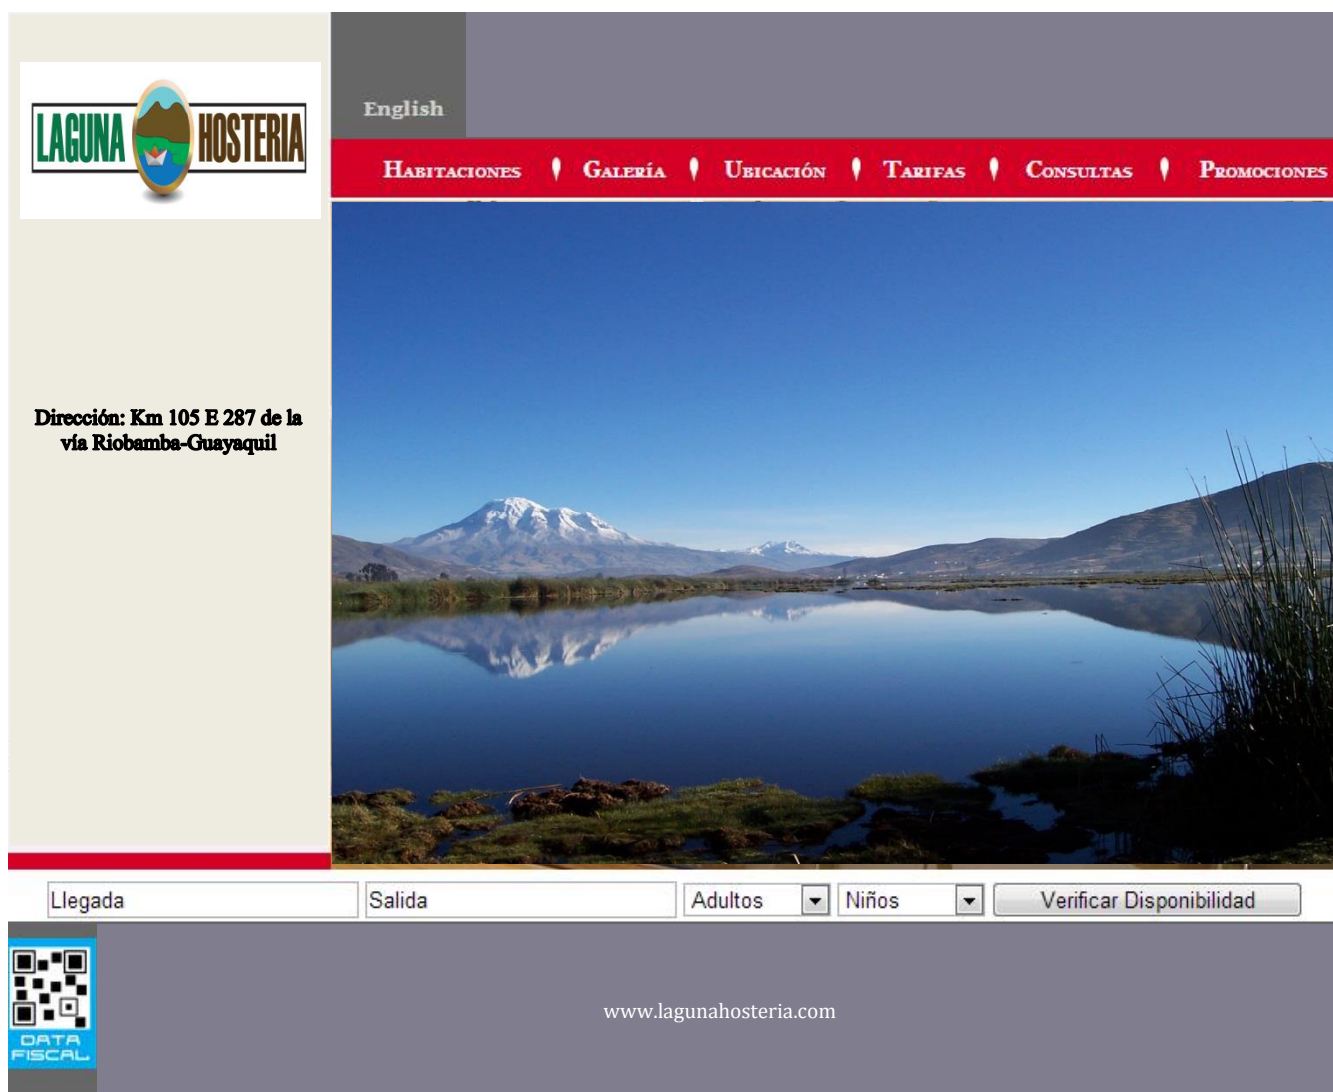 LAGUNA HOSTERIA
English
HABITACIONES GALERÍA UBICACIÓN TARIFAS CONSULTAS PROMOCIONES
Dirección: Km 105 E 287 de la
vía Riobamba-Guayaquil
Llegada Salida Adultos Niños Verificar Disponibilidad
DATA
FISCAL
www.lagunahosteria.com